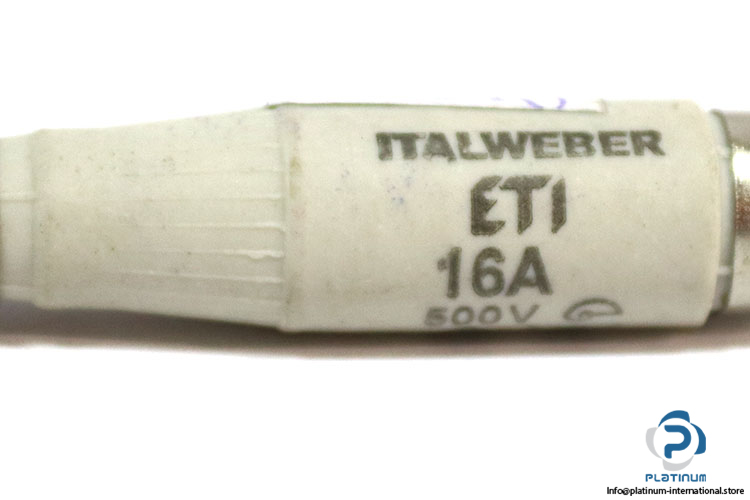 ITALWEBER
ETI
16A
500V
PLATINUM
Info@platinum-international.store